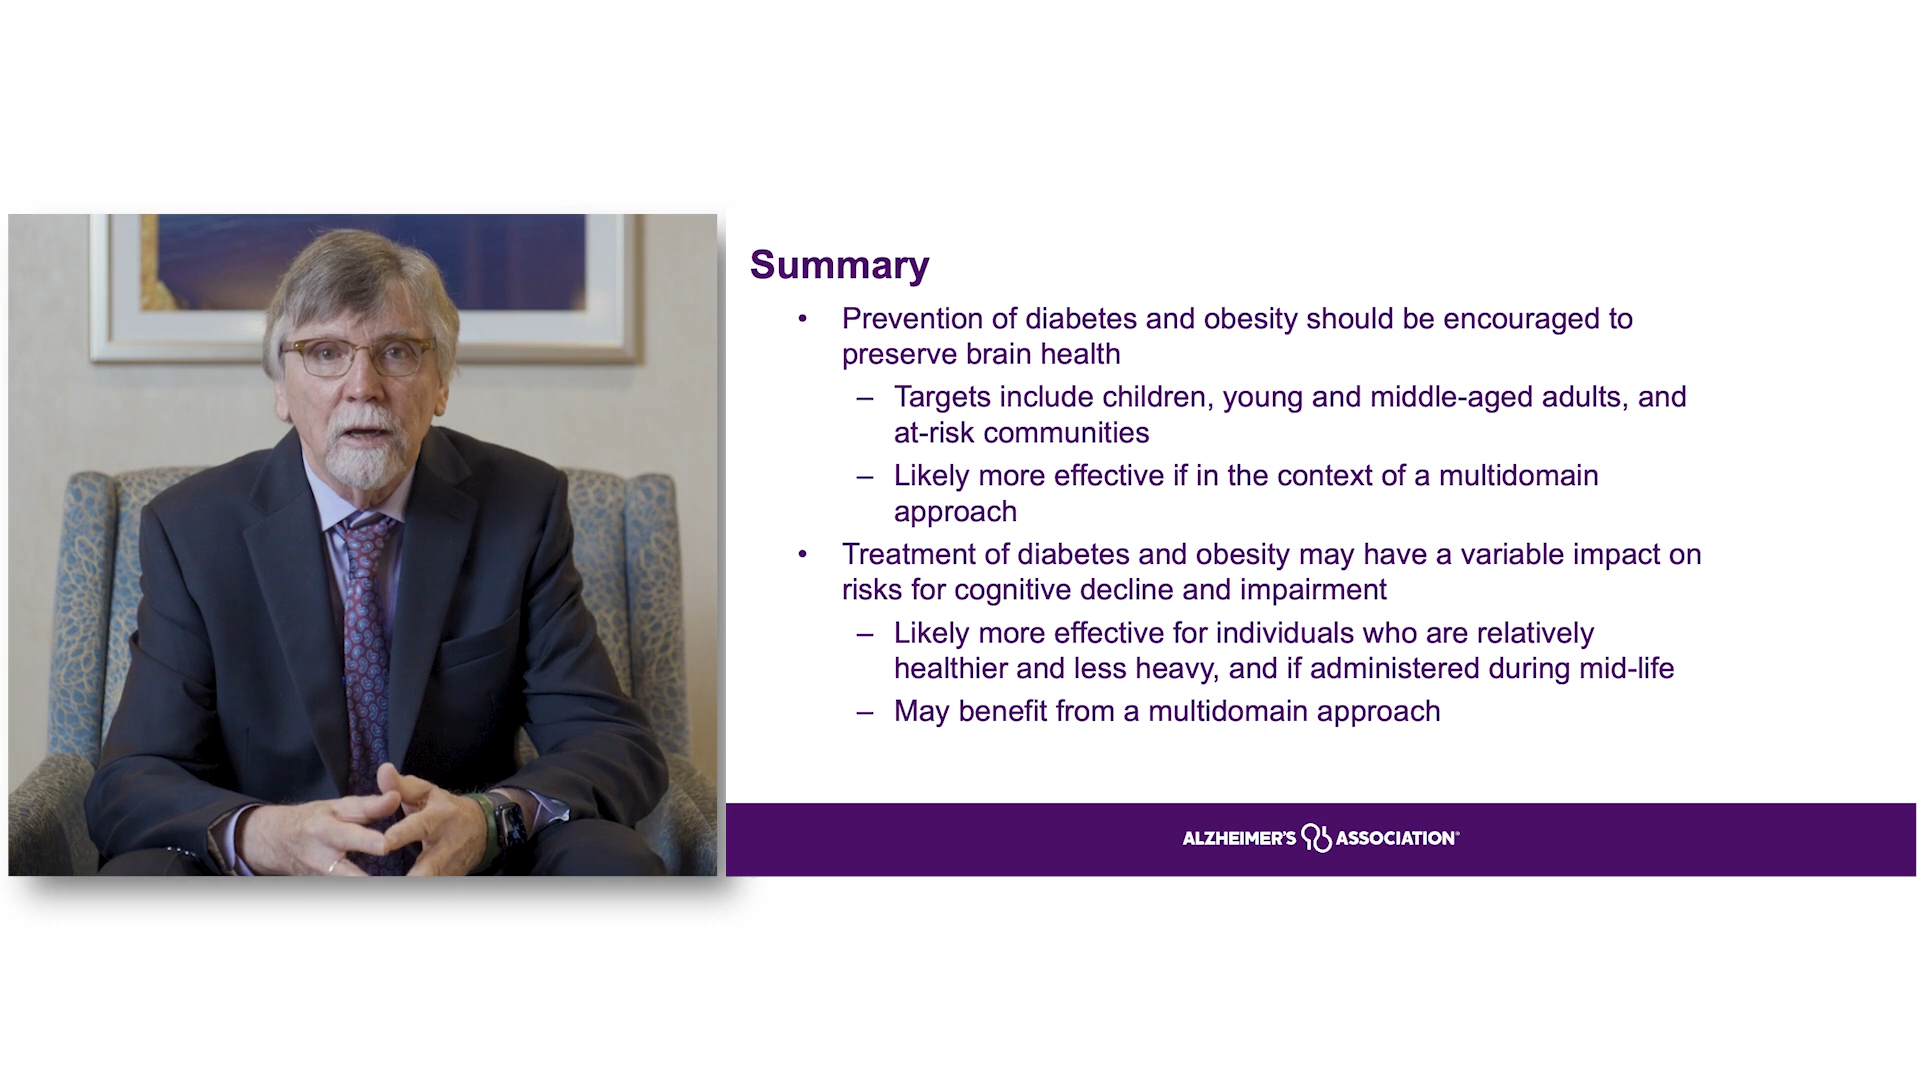 Summary
• Prevention of diabetes and obesity should be encouraged to
preserve brain health
– Targets include children, young and middle-aged adults, and
at-risk communities
– Likely more effective if in the context of a multidomain
approach
• Treatment of diabetes and obesity may have a variable impact on
risks for cognitive decline and impairment
– Likely more effective for individuals who are relatively
healthier and less heavy, and if administered during mid-life
– May benefit from a multidomain approach
ALZHEIMER'S ASSOCIATION®